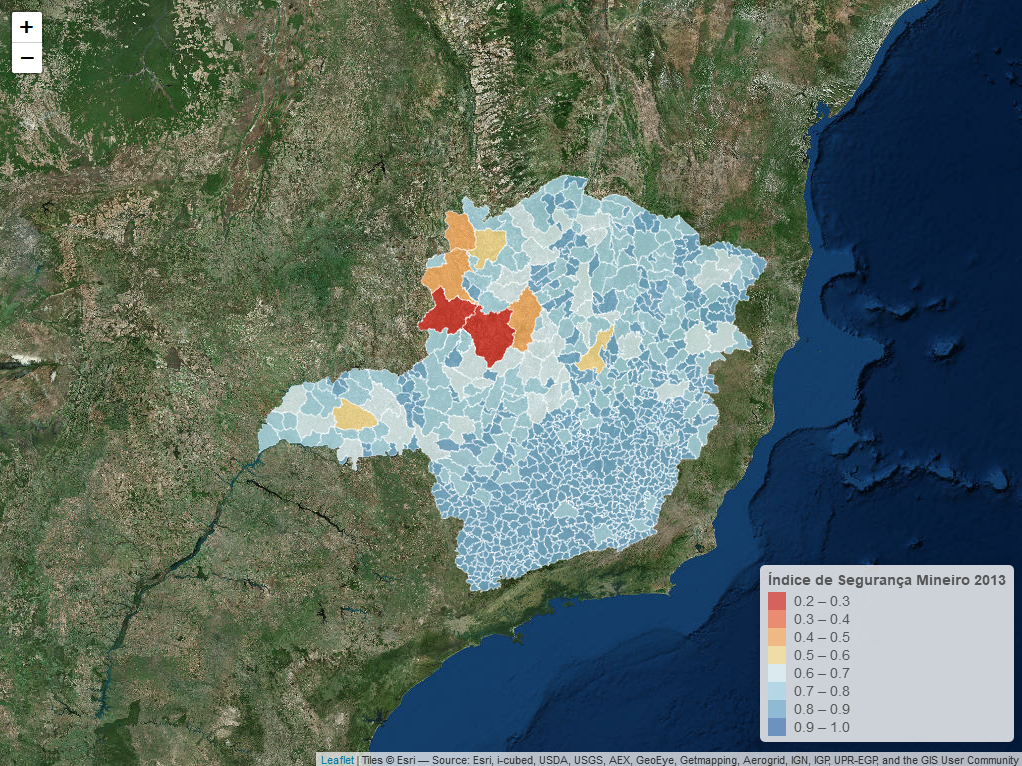 +
−
Índice de Segurança Mineiro 2013
0.2 – 0.3
0.3 – 0.4
0.4 – 0.5
0.5 – 0.6
0.6 – 0.7
0.7 – 0.8
0.8 – 0.9
0.9 – 1.0
Leaflet | Tiles © Esri — Source: Esri, i-cubed, USDA, USGS, AEX, GeoEye, Getmapping, Aerogrid, IGN, IGP, UPR-EGP, and the GIS User Community